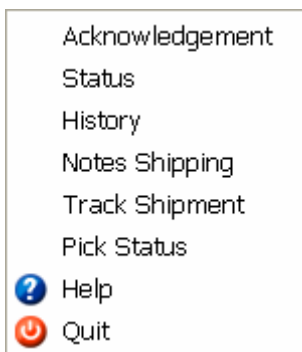 Acknowledgement
Status
History
Notes Shipping
Track Shipment
Pick Status
Help
Quit